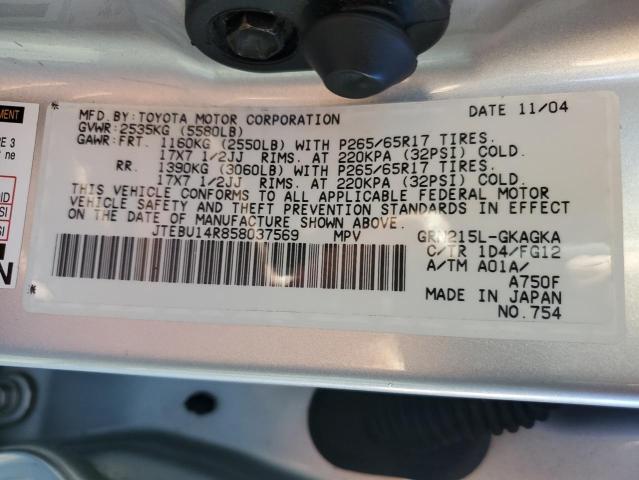 MFD.BY:TOYOTA MOTOR CORPORATION DATE 11/04
GVWR:2535KG (5580LB)
GAWR:FRT. 1160KG (2550LB) WITH P265/65R17 TIRES.
17X7 1/2JJ RIMS. AT 220KPA (32PSI) COLD.
RR. 1390KG (3060LB) WITH P265/65R17 TIRES.
17X7 1/2JJ RIMS. AT 220KPA (32PSI) COLD.
THIS VEHICLE CONFORMS TO ALL APPLICABLE FEDERAL MOTOR
VEHICLE SAFETY AND THEFT PREVENTION STANDARDS IN EFFECT
ON THE DATE OF MANUFACTURE SHOWN ABOVE.
JTEBU14R858037569 MPV GRN215L-GKAGKA
C/TR 1D4/FG12
A/TM A01A/
A750F
MADE IN JAPAN
NO.754